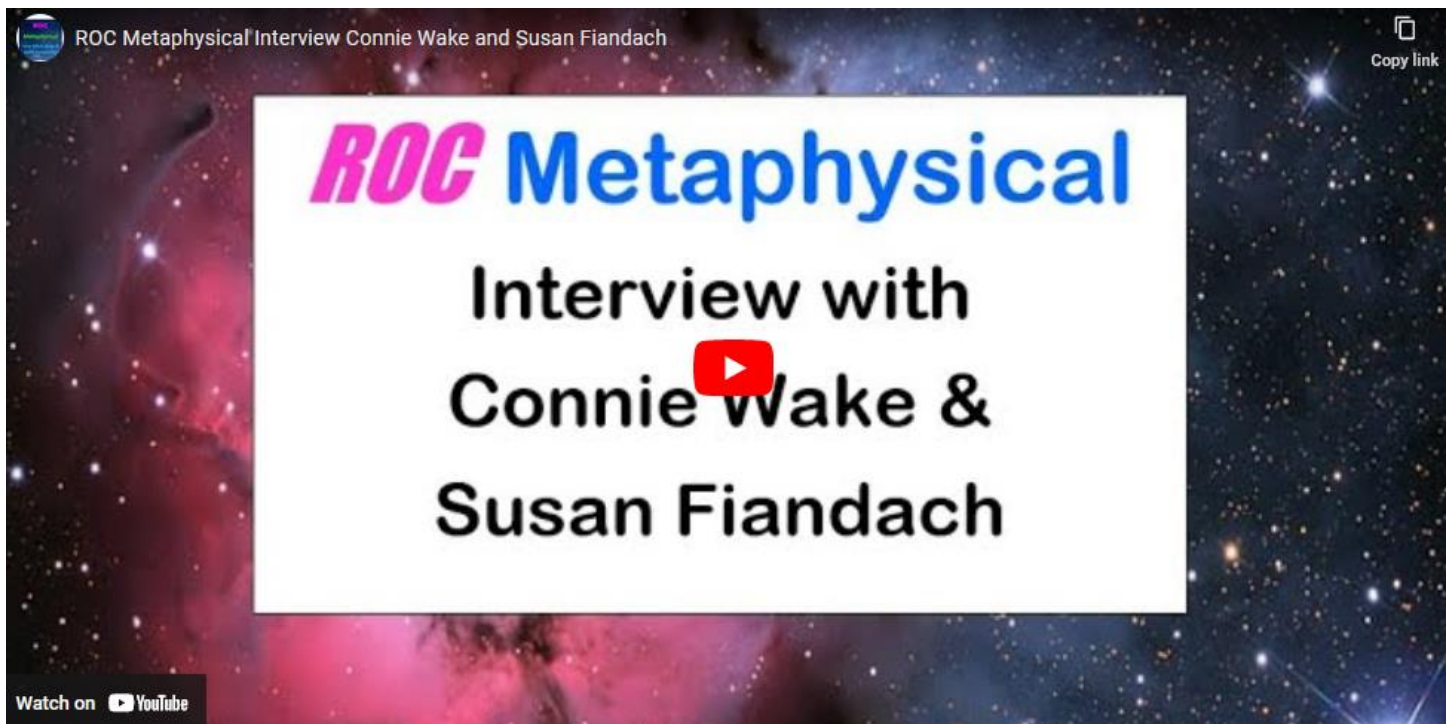 ROC Metaphysical Interview Connie Wake and Susan Fiandach
Copy link
ROC Metaphysical
Interview with
Connie Wake &
Susan Fiandach
Watch on YouTube